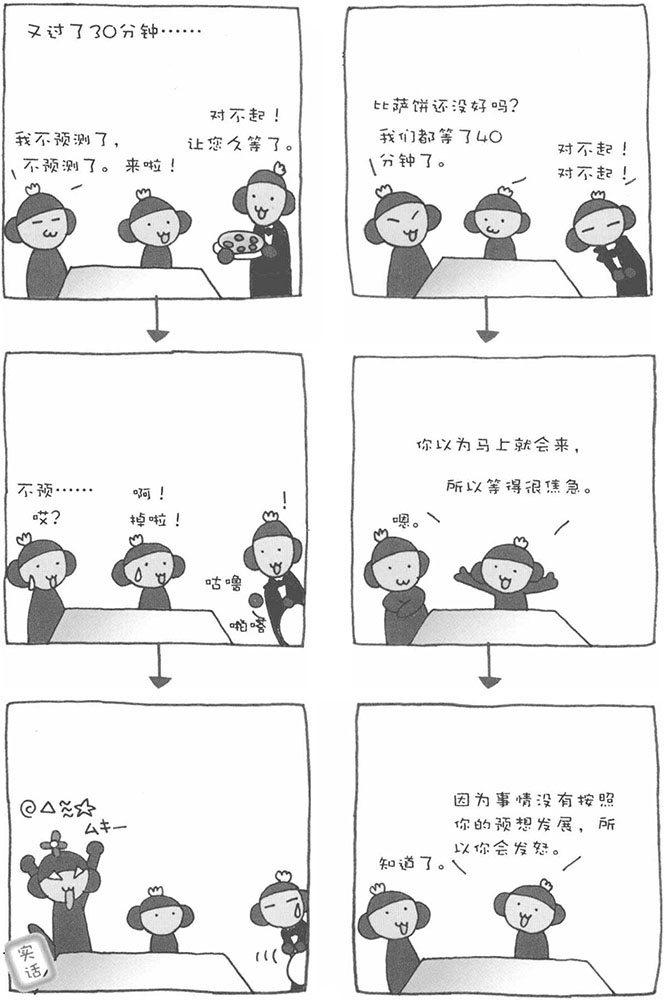 比萨饼还没好吗？
我们都等了40
分钟了。
对不起！
对不起！
你以为马上就会来，
所以等得很焦急。
嗯。
因为事情没有按照
你的预想发展，所
以你会发怒。
知道了。
又过了30分钟……
对不起！
让您久等了。
来啦！
我不预测了，
不预测了。
！
咕噜
啪嗒
啊！
掉啦！
不预……
哎？
ムキー
实
话